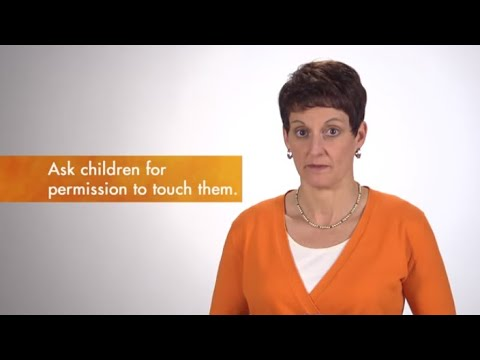 Ask children for
permission to touch them.